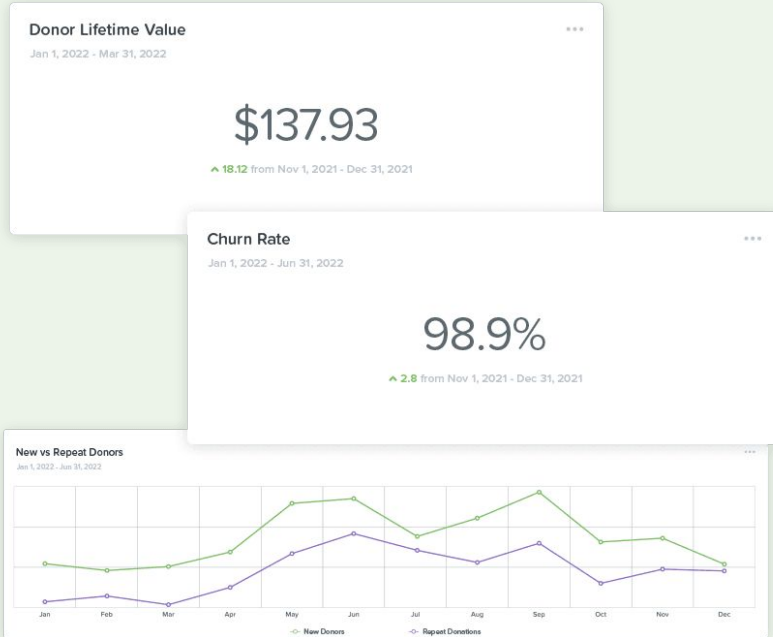 Donor Lifetime Value
Jan 1, 2022 - Mar 31, 2022
$137.93
18.12 from Nov 1, 2021 - Dec 31, 2021
Churn Rate
Jan 1, 2022 - Jun 31, 2022
98.9%
2.8 from Nov 1, 2021 - Dec 31, 2021
New vs Repeat Donors
Jan 1, 2022 - Jun 31, 2022
Jan Feb Mar Apr May Jun Jul Aug Sep Oct Nov Dec
New Donors Repeat Donations